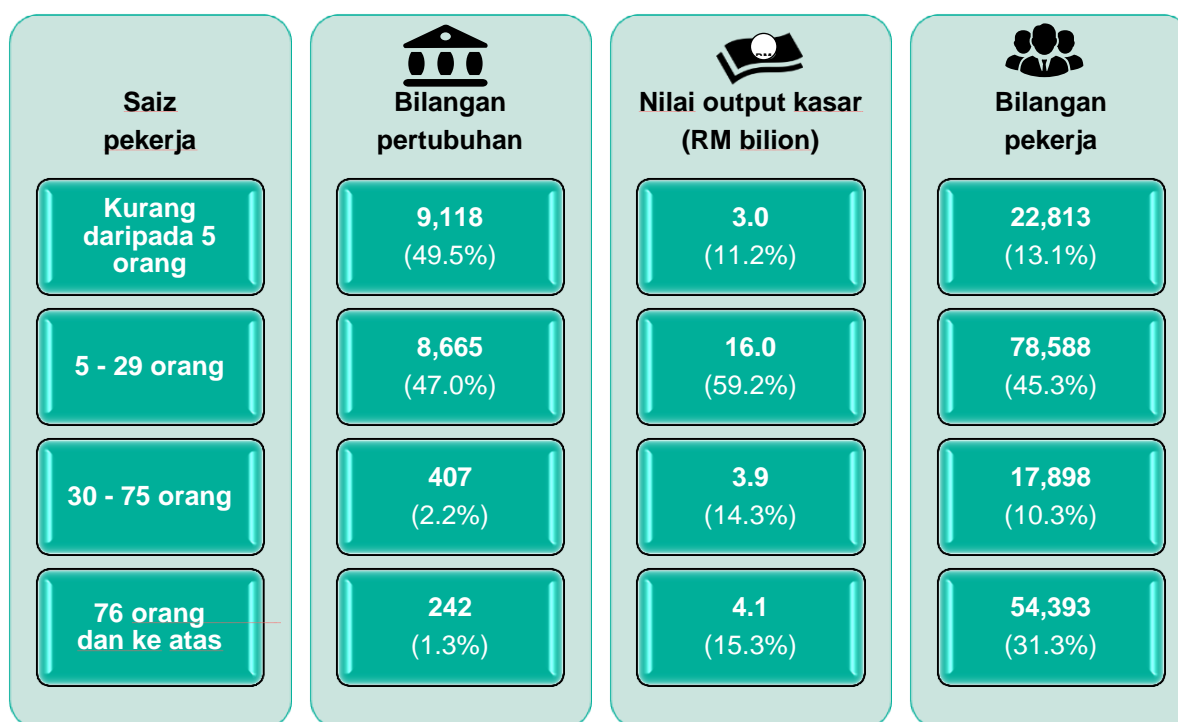 Saiz
pekerja
Bilangan
pertubuhan
Nilai output kasar
(RM bilion)
Bilangan
pekerja
Kurang
daripada 5
orang
9,118
(49.5%)
3.0
(11.2%)
22,813
(13.1%)
5 - 29 orang
8,665
(47.0%)
16.0
(59.2%)
78,588
(45.3%)
30 - 75 orang
407
(2.2%)
3.9
(14.3%)
17,898
(10.3%)
76 orang
dan ke atas
242
(1.3%)
4.1
(15.3%)
54,393
(31.3%)